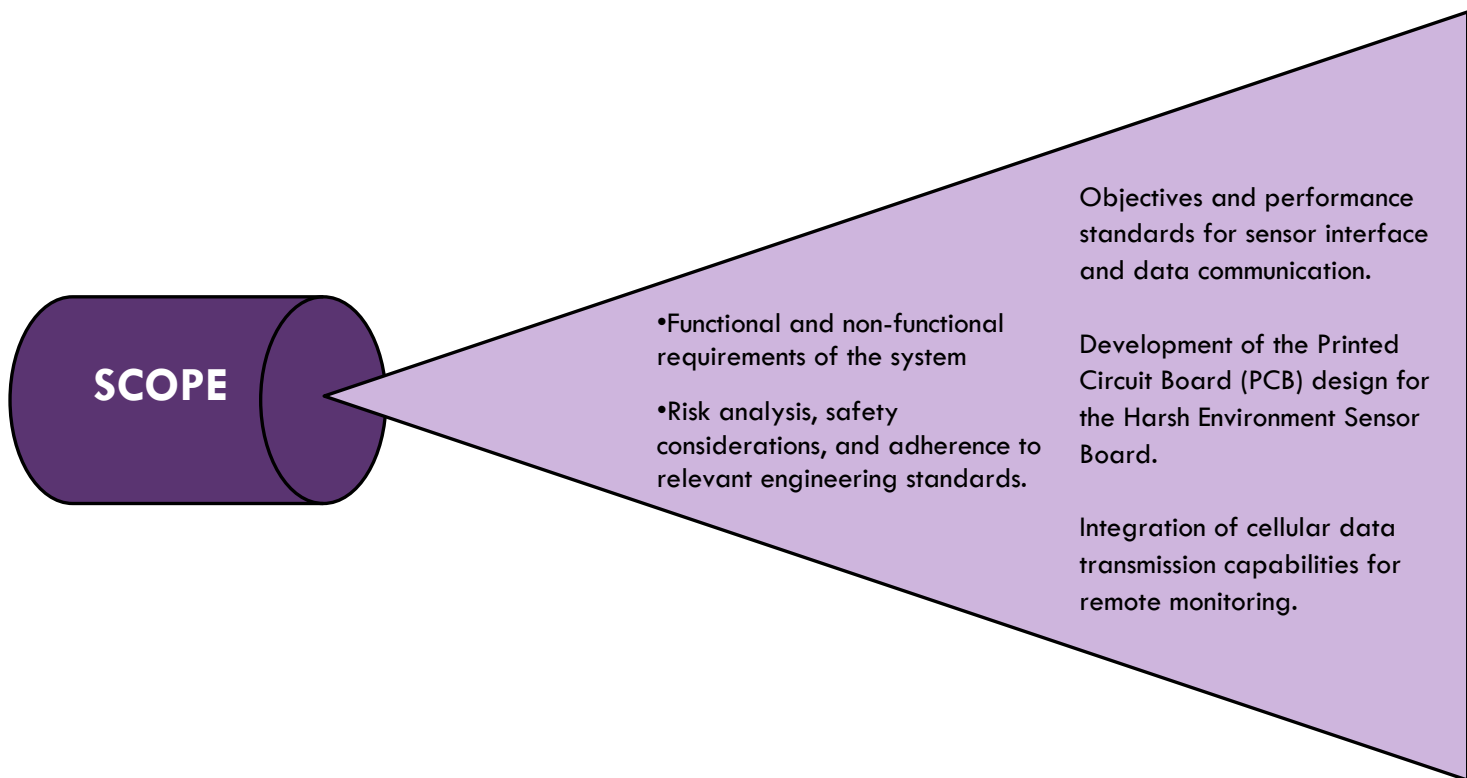 SCOPE
•Functional and non-functional
requirements of the system
•Risk analysis, safety
considerations, and adherence to
relevant engineering standards.
Objectives and performance
standards for sensor interface
and data communication.
Development of the Printed
Circuit Board (PCB) design for
the Harsh Environment Sensor
Board.
Integration of cellular data
transmission capabilities for
remote monitoring.